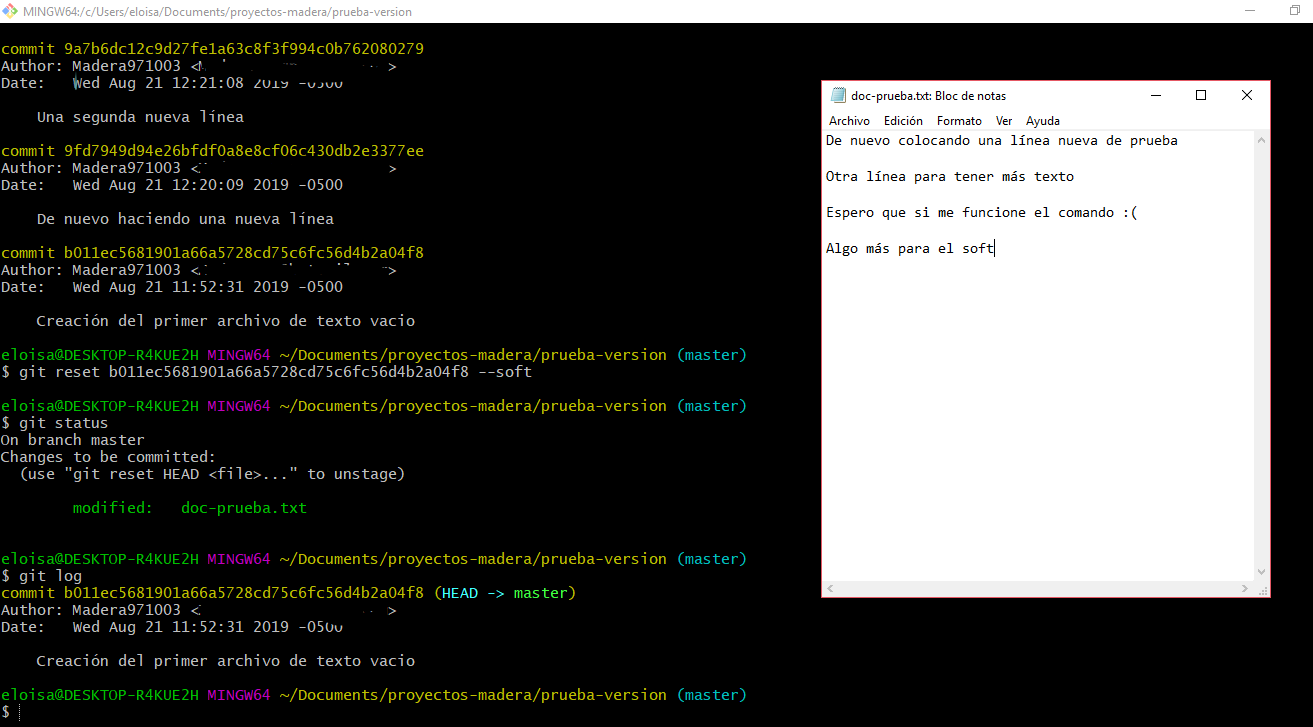 MINGW64:/c/Users/eloisa/Documents/proyectos-madera/prueba-version
commit 9a7b6dc12c9d27fe1a63c8f3f994c0b762080279
Author: Madera971003 < >
Date:   Wed Aug 21 12:21:08 2019 -0500
Una segunda nueva línea
commit 9fd7949d94e26bfdf0a8e8cf06c430db2e3377ee
Author: Madera971003 < >
Date:   Wed Aug 21 12:20:09 2019 -0500
De nuevo haciendo una nueva línea
commit b011ec5681901a66a5728cd75c6fc56d4b2a04f8
Author: Madera971003 < >
Date:   Wed Aug 21 11:52:31 2019 -0500
Creación del primer archivo de texto vacio
eloisa@DESKTOP-R4KUE2H MINGW64 ~/Documents/proyectos-madera/prueba-version (master)
$ git reset b011ec5681901a66a5728cd75c6fc56d4b2a04f8 --soft
eloisa@DESKTOP-R4KUE2H MINGW64 ~/Documents/proyectos-madera/prueba-version (master)
$ git status
On branch master
Changes to be committed:
(use "git reset HEAD <file>..." to unstage)
modified:   doc-prueba.txt
eloisa@DESKTOP-R4KUE2H MINGW64 ~/Documents/proyectos-madera/prueba-version (master)
$ git log
commit b011ec5681901a66a5728cd75c6fc56d4b2a04f8 (HEAD -> master)
Author: Madera971003 < >
Date:   Wed Aug 21 11:52:31 2019 -0500
Creación del primer archivo de texto vacio
eloisa@DESKTOP-R4KUE2H MINGW64 ~/Documents/proyectos-madera/prueba-version (master)
$
doc-prueba.txt: Bloc de notas
Archivo Edición Formato Ver Ayuda
De nuevo colocando una línea nueva de prueba
Otra línea para tener más texto
Espero que si me funcione el comando :(
Algo más para el soft